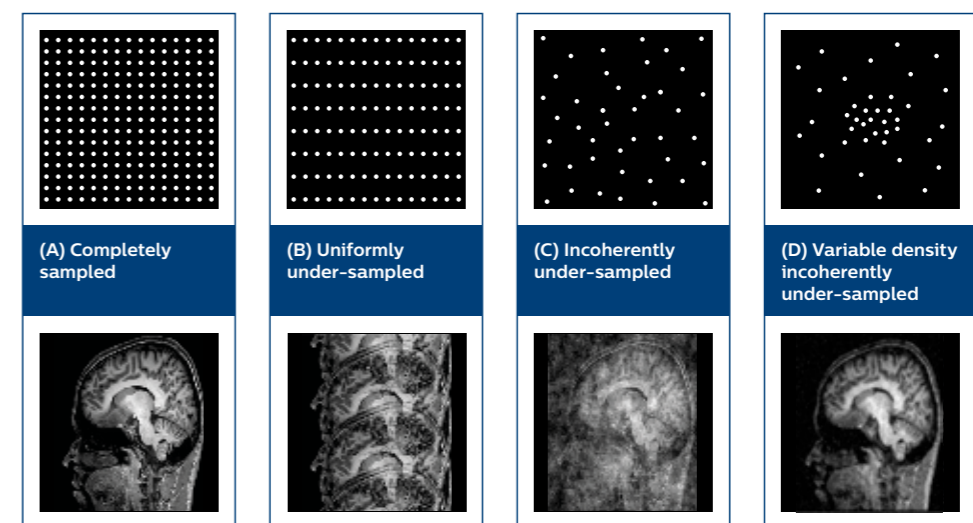 (A) Completely
sampled
(B) Uniformly
under-sampled
(C) Incoherently
under-sampled
(D) Variable density
incoherently
under-sampled